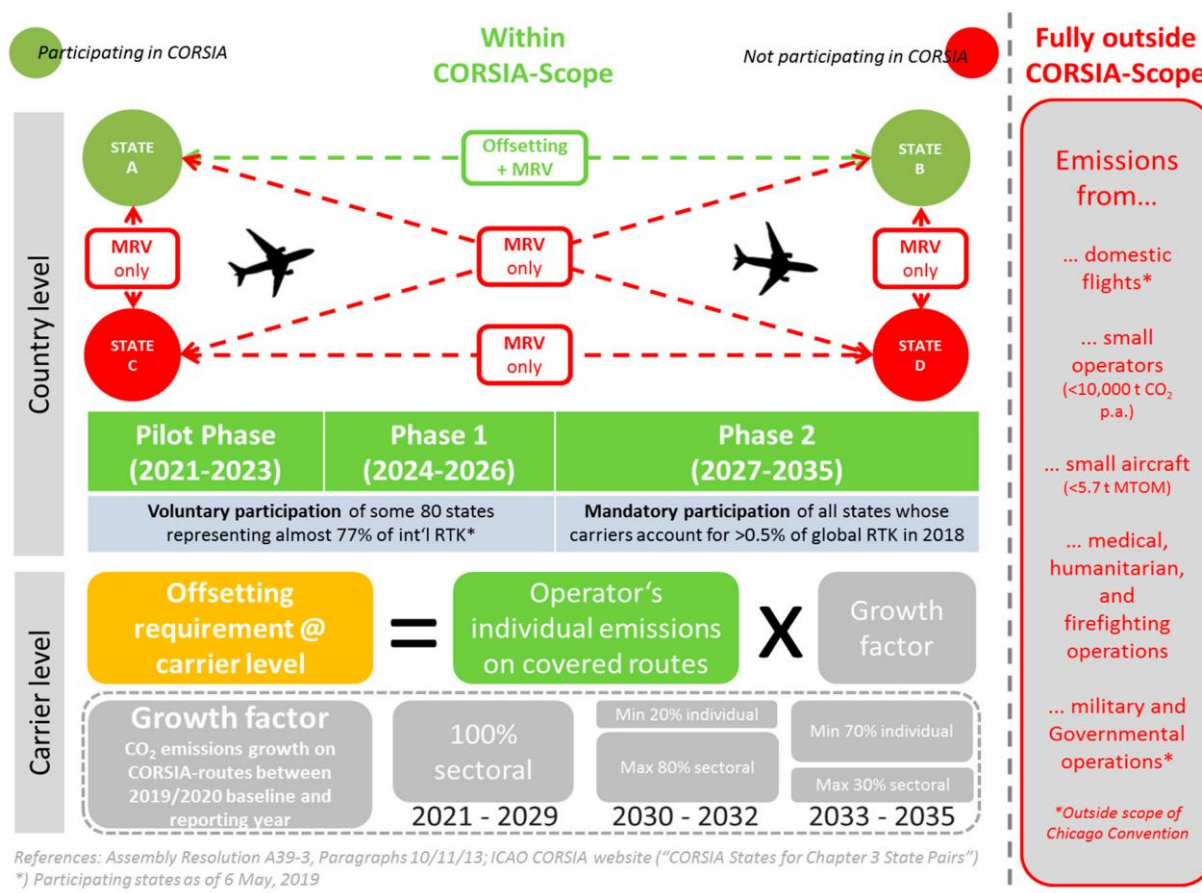 Participating in CORSIA
Within
CORSIA-Scope
Not participating in CORSIA
Fully outside
CORSIA-Scope
Country level
STATE
A
Offsetting
+ MRV
STATE
B
MRV
only
MRV
only
MRV
only
STATE
C
MRV
only
STATE
D
Pilot Phase
(2021-2023)
Phase 1
(2024-2026)
Phase 2
(2027-2035)
Voluntary participation of some 80 states
representing almost 77% of int'l RTK*
Mandatory participation of all states whose
carriers account for >0.5% of global RTK in 2018
Carrier level
Offsetting
requirement @
carrier level
=
Operator‘s
individual emissions
on covered routes
X
Growth
factor
Growth factor
CO₂ emissions growth on
CORSIA-routes between
2019/2020 baseline and
reporting year
100%
sectoral
2021 - 2029
Min 20% individual
Max 80% sectoral
2030 - 2032
Min 70% individual
Max 30% sectoral
2033 - 2035
Emissions
from...
... domestic
flights*
... small
operators
(<10,000 t CO₂
p.a.)
... small aircraft
(<5.7 t MTOM)
... medical,
humanitarian,
and
firefighting
operations
... military and
Governmental
operations*
*Outside scope of
Chicago Convention
References: Assembly Resolution A39-3, Paragraphs 10/11/13; ICAO CORSIA website (“CORSIA States for Chapter 3 State Pairs”)
*) Participating states as of 6 May, 2019